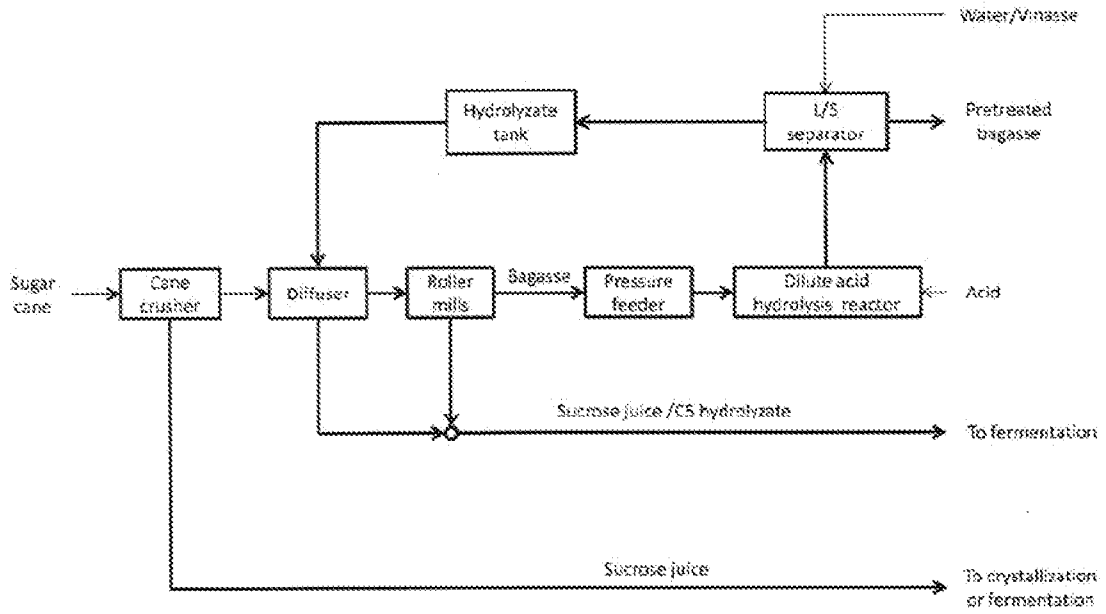 Water/Vinasse
Hydrolyzate
tank
L/S
separator
Pretreated
bagasse
Sugar
cane
Cane
crusher
Diffuser
Roller
mills
Bagasse
Pressure
feeder
Dilute acid
hydrolysis reactor
Acid
Sucrose juice /C5 hydrolyzate
To fermentation
Sucrose juice
To crystallization
or fermentation